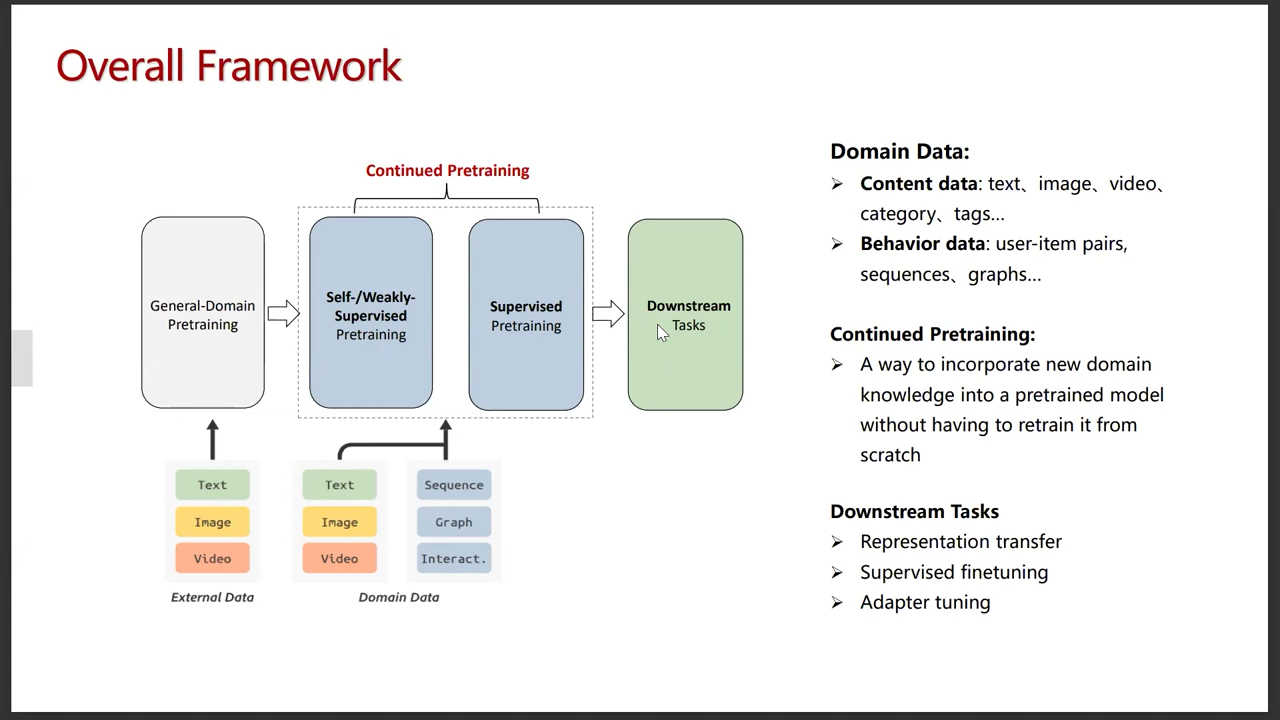 Overall Framework
Continued Pretraining
General-Domain
Pretraining
Self-/Weakly-
Supervised
Pretraining
Supervised
Pretraining
Downstream
Tasks
Text
Image
Video
External Data
Text
Image
Video
Sequence
Graph
Interact.
Domain Data
Domain Data:
➢ Content data: text、image、video、
category、tags...
➢ Behavior data: user-item pairs,
sequences、graphs...
Continued Pretraining:
➢ A way to incorporate new domain
knowledge into a pretrained model
without having to retrain it from
scratch
Downstream Tasks
➢ Representation transfer
➢ Supervised finetuning
➢ Adapter tuning